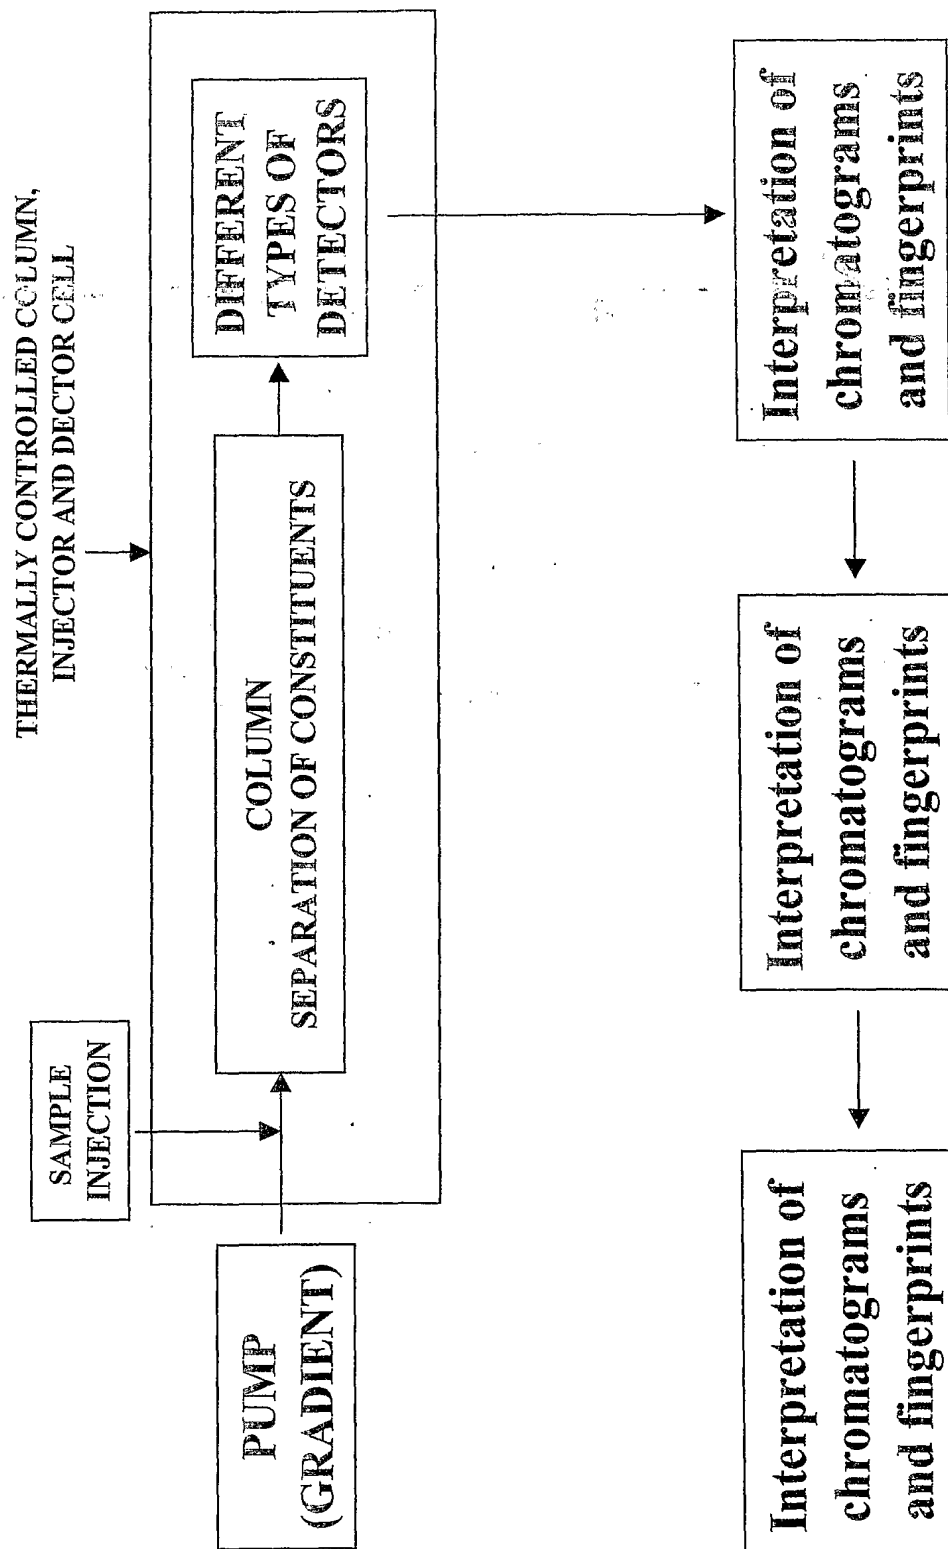 THERMALLY CONTROLLED COLUMN,
INJECTOR AND DECTOR CELL
SAMPLE
INJECTION
PUMP
(GRADIENT)
COLUMN
SEPARATION OF CONSTITUENTS
DIFFERENT
TYPES OF
DETECTORS
Interpretation of
chromatograms
and fingerprints
Interpretation of
chromatograms
and fingerprints
Interpretation of
chromatograms
and fingerprints